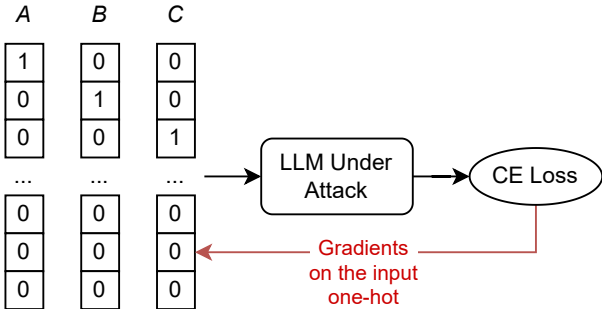 A B C
1 0 0
0 1 0
0 0 1
... ... ...
0 0 0
0 0 0
0 0 0
LLM Under
Attack
CE Loss
Gradients
on the input
one-hot